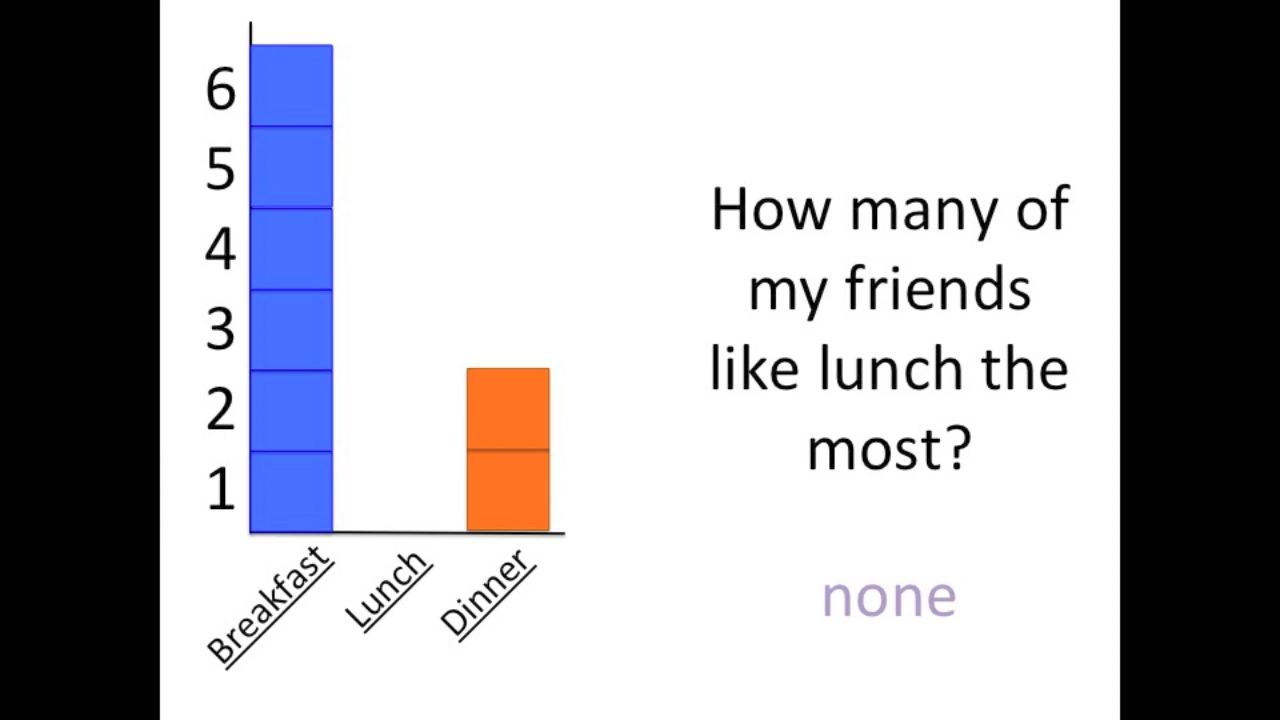 6
5
4
3
2
1
Breakfast
Lunch
Dinner
How many of
my friends
like lunch the
most?
none